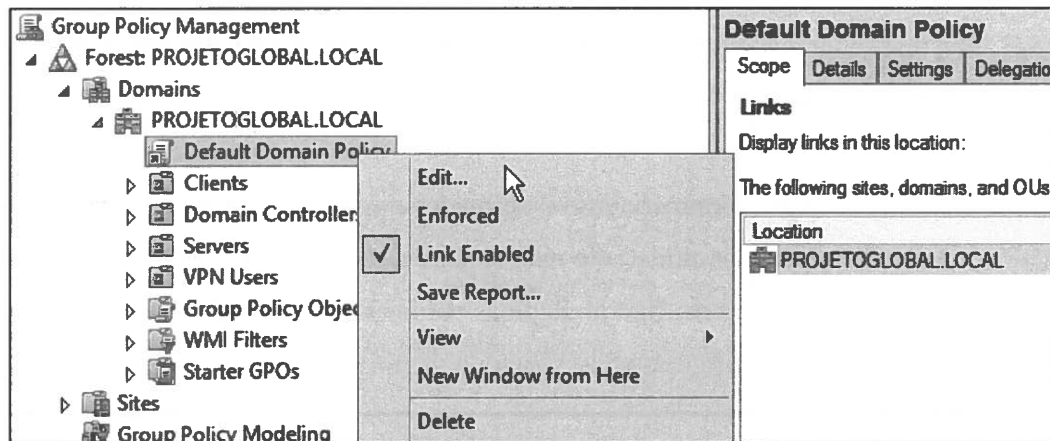 Group Policy Management
Forest: PROJETOGLOBAL.LOCAL
Domains
PROJETOGLOBAL.LOCAL
Default Domain Policy
Clients
Domain Controller
Servers
VPN Users
Group Policy Objec
WMI Filters
Starter GPOs
Sites
Group Policy Modeling
Edit...
Enforced
Link Enabled
Save Report...
View
New Window from Here
Delete
Default Domain Policy
Scope Details Settings Delegatio
Links
Display links in this location:
The following sites, domains, and OUs
Location
PROJETOGLOBAL.LOCAL